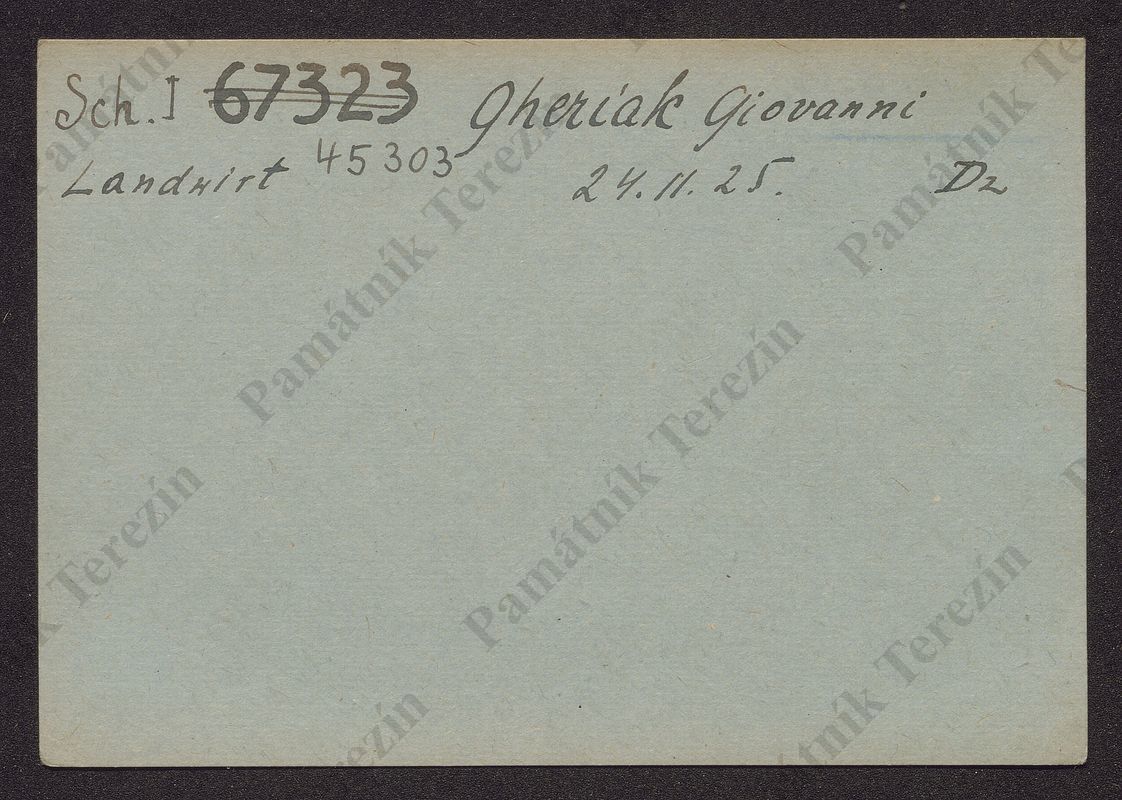 Sch. I 67323 Gheriak Giovanni
Landwirt 45303 24.11.25. Dz
Památník Terezín